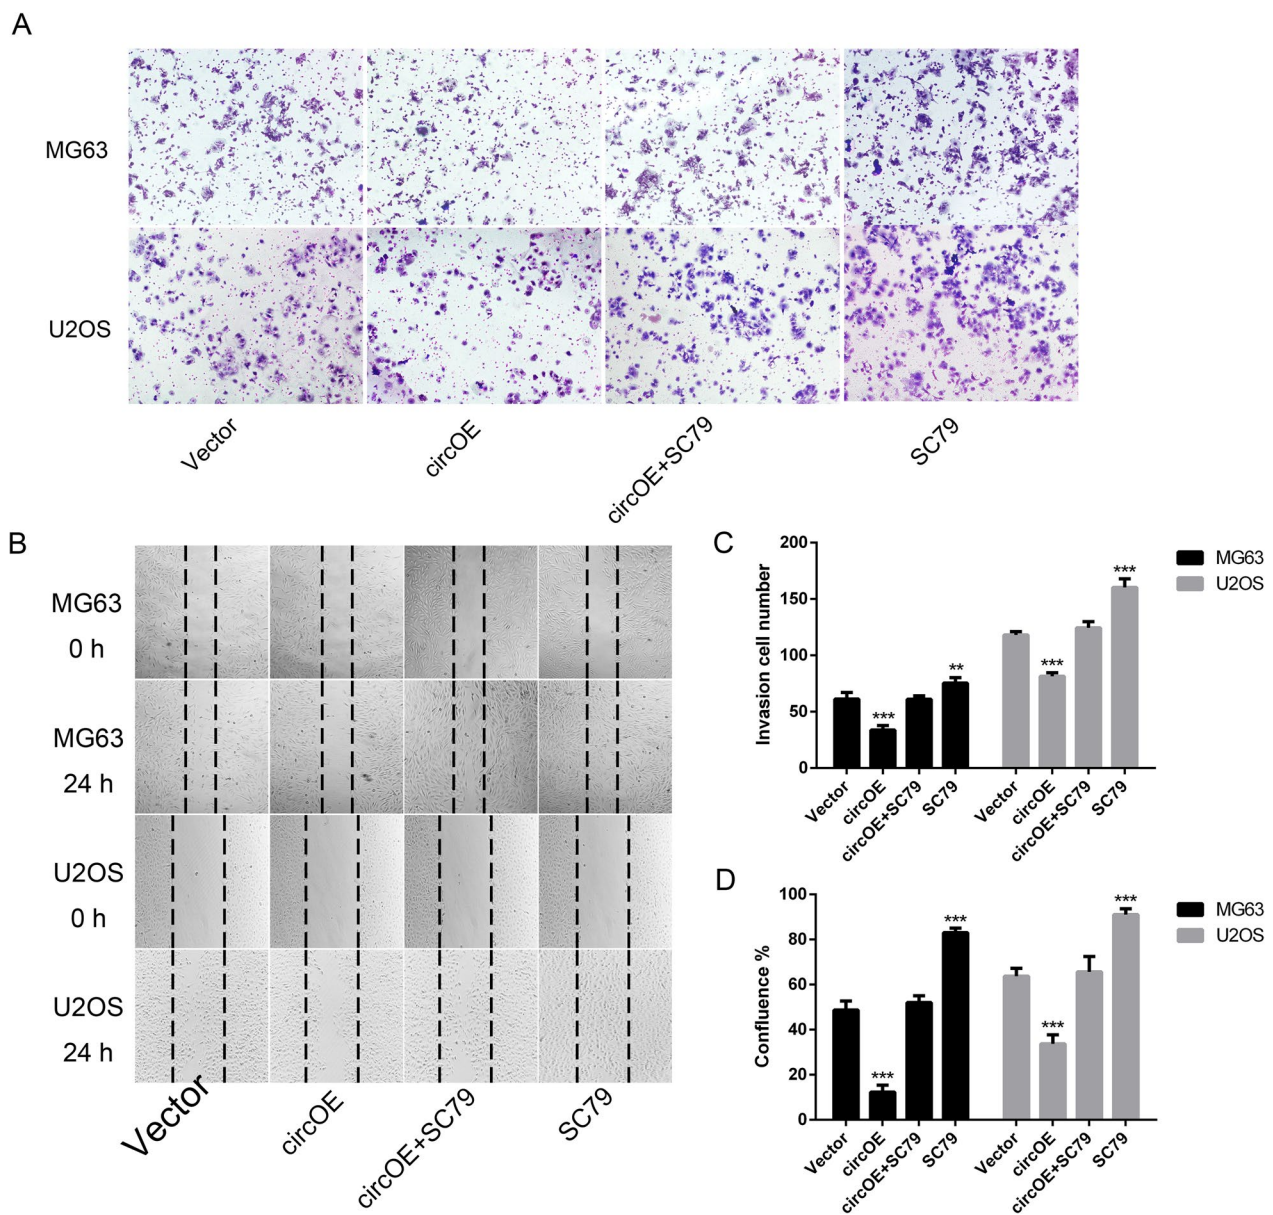 A
MG63
U2OS
Vector
circOE
circOE+SC79
SC79
B
MG63
0 h
MG63
24 h
U2OS
0 h
U2OS
24 h
Vector
circOE
circOE+SC79
SC79
C
Invasion cell number
200
150
100
50
0
***
**
***
***
Vector
circOE
circOE+SC79
SC79
Vector
circOE
circOE+SC79
SC79
MG63
U2OS
D
Confluence %
100
80
60
40
20
0
***
***
***
***
Vector
circOE
circOE+SC79
SC79
Vector
circOE
circOE+SC79
SC79
MG63
U2OS